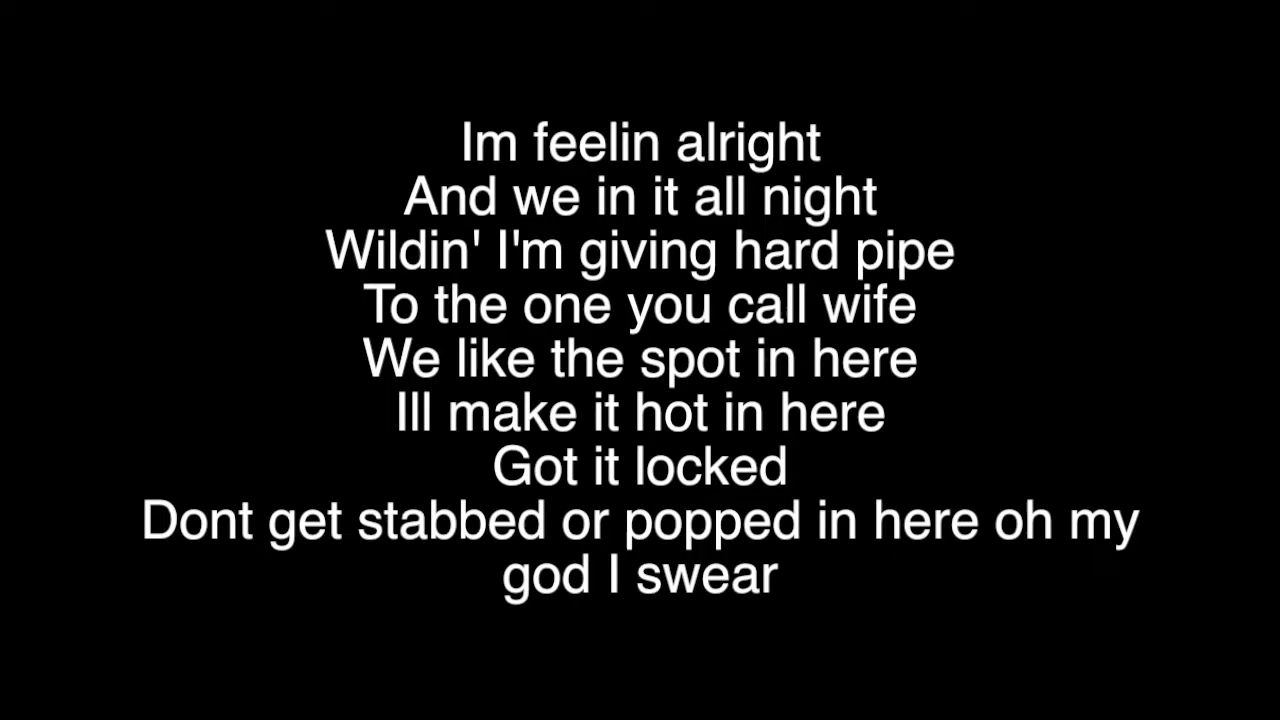 Im feelin alright
And we in it all night
Wildin' I'm giving hard pipe
To the one you call wife
We like the spot in here
Ill make it hot in here
Got it locked
Dont get stabbed or popped in here oh my
god I swear